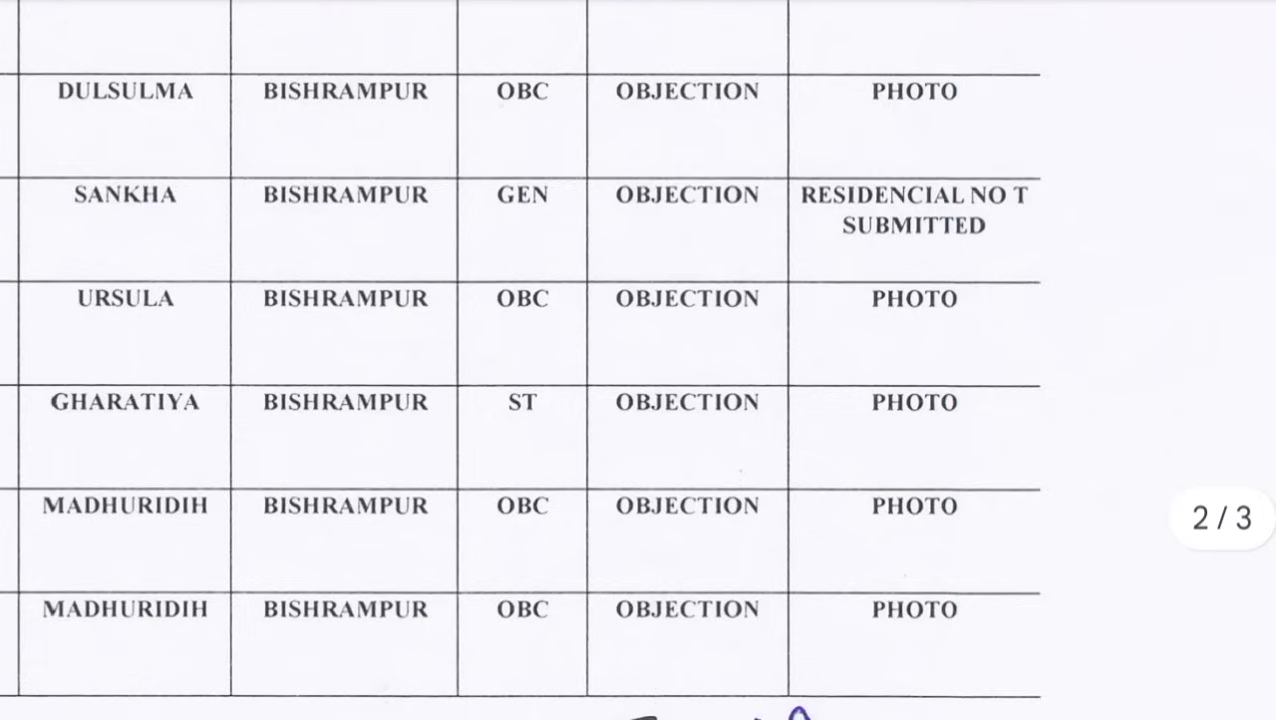 DULSULMA BISHRAMPUR OBC OBJECTION PHOTO
SANKHA BISHRAMPUR GEN OBJECTION RESIDENCIAL NO T
SUBMITTED
URSULA BISHRAMPUR OBC OBJECTION PHOTO
GHARATIYA BISHRAMPUR ST OBJECTION PHOTO
MADHURIDIH BISHRAMPUR OBC OBJECTION PHOTO
2 / 3
MADHURIDIH BISHRAMPUR OBC OBJECTION PHOTO